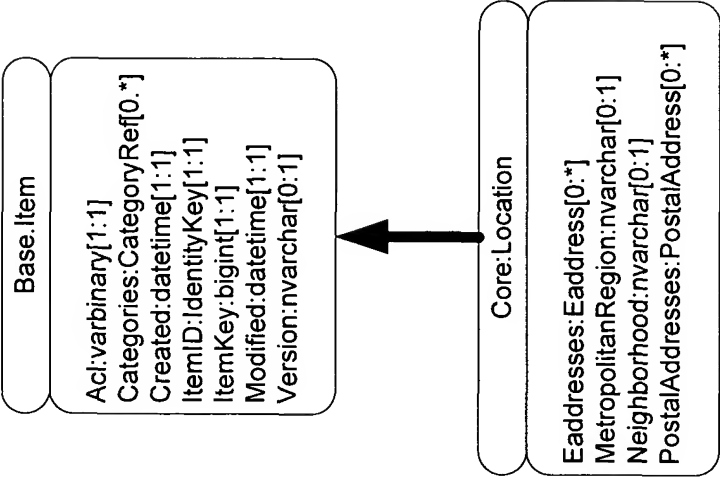 Base.Item
Acl:varbinary[1:1]
Categories:CategoryRef[0..*]
Created:datetime[1:1]
ItemID:IdentityKey[1:1]
ItemKey:bigint[1:1]
Modified:datetime[1:1]
Version:nvarchar[0:1]
Core:Location
Eaddresses:Eaddress[0:*]
MetropolitanRegion:nvarchar[0:1]
Neighborhood:nvarchar[0:1]
PostalAddresses:PostalAddress[0:*]